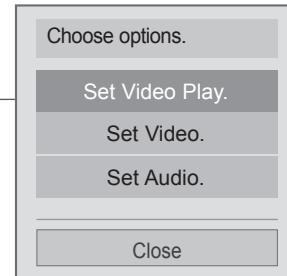 Choose options.
Set Video Play.
Set Video.
Set Audio.
Close